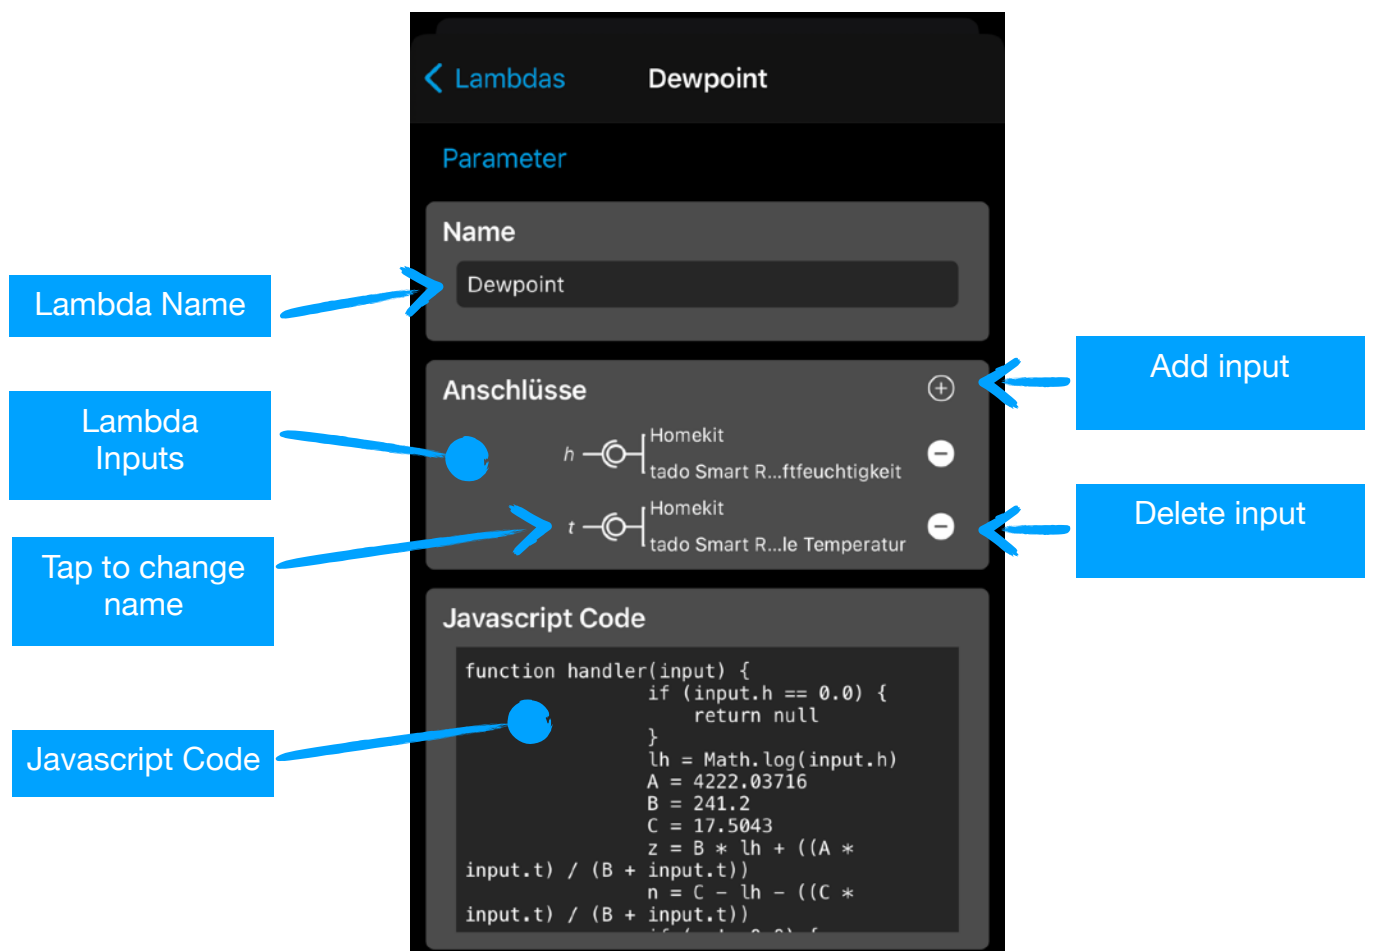 Lambdas
Dewpoint
Parameter
Name
Dewpoint
Lambda Name
Anschlüsse
Add input
Lambda
Inputs
h
Homekit
tado Smart R...ftfeuchtigkeit
Delete input
t
Homekit
tado Smart R...le Temperatur
Tap to change
name
Javascript Code
Javascript Code
function handler(input) {
if (input.h == 0.0) {
return null
}
lh = Math.log(input.h)
A = 4222.03716
B = 241.2
C = 17.5043
z = B * lh + ((A *
input.t) / (B + input.t))
n = C – lh – ((C *
input.t) / (B + input.t))